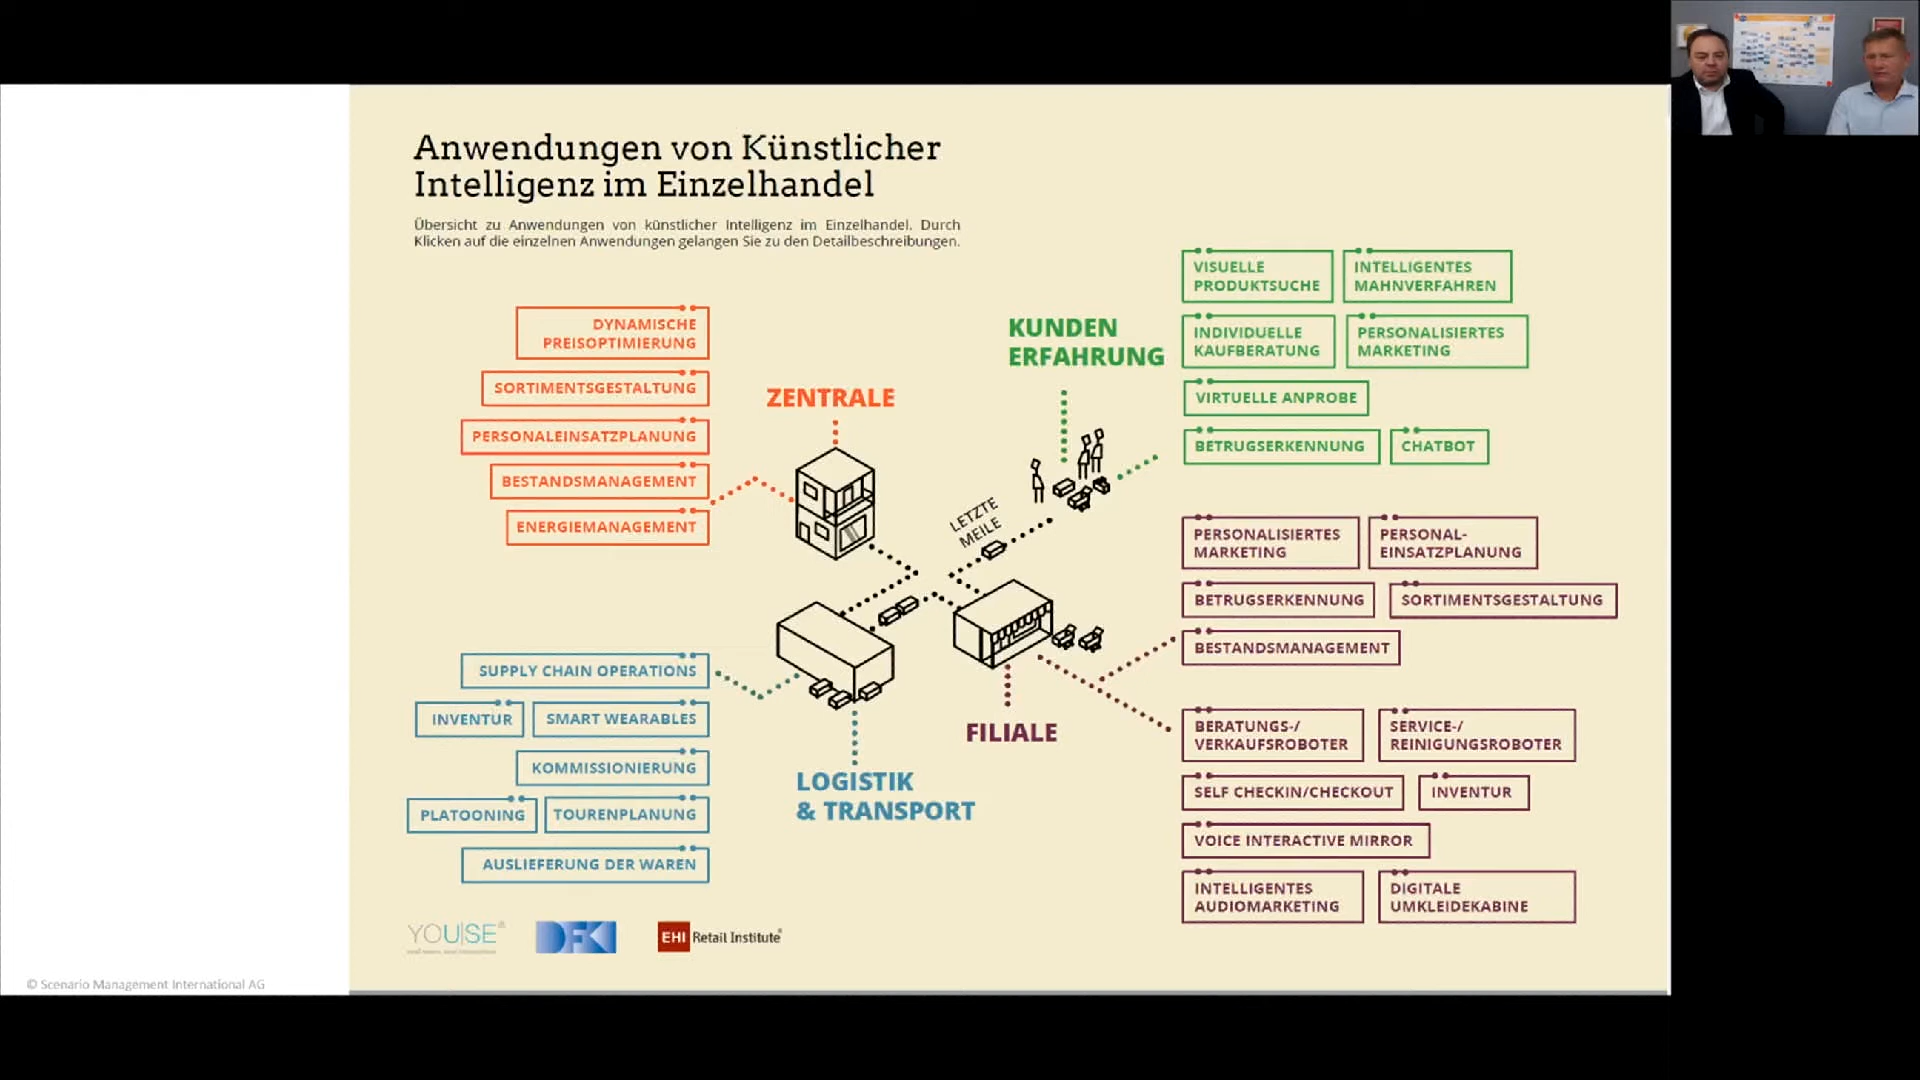 Anwendungen von Künstlicher
Intelligenz im Einzelhandel
Übersicht zu Anwendungen von künstlicher Intelligenz im Einzelhandel. Durch
Klicken auf die einzelnen Anwendungen gelangen Sie zu den Detailbeschreibungen.
DYNAMISCHE
PREISOPTIMIERUNG
SORTIMENTSGESTALTUNG
PERSONALEINSATZPLANUNG
BESTANDSMANAGEMENT
ENERGIEMANAGEMENT
ZENTRALE
KUNDEN
ERFAHRUNG
VISUELLE
PRODUKTSUCHE
INTELLIGENTES
MAHNVERFAHREN
INDIVIDUELLE
KAUFBERATUNG
PERSONALISIERTES
MARKETING
VIRTUELLE ANPROBE
BETRUGSERKENNUNG
CHATBOT
LETZTE
MEILE
PERSONALISIERTES
MARKETING
PERSONAL-
EINSATZPLANUNG
BETRUGSERKENNUNG
SORTIMENTSGESTALTUNG
BESTANDSMANAGEMENT
SUPPLY CHAIN OPERATIONS
INVENTUR
SMART WEARABLES
KOMMISSIONIERUNG
PLATOONING
TOURENPLANUNG
AUSLIEFERUNG DER WAREN
LOGISTIK
& TRANSPORT
FILIALE
BERATUNGS-/
VERKAUFSROBOTER
SERVICE-/
REINIGUNGSROBOTER
SELF CHECKIN/CHECKOUT
INVENTUR
VOICE INTERACTIVE MIRROR
INTELLIGENTES
AUDIOMARKETING
DIGITALE
UMKLEIDEKABINE
YOU|SE®
DFKI
EHI Retail Institute®
© Scenario Management International AG